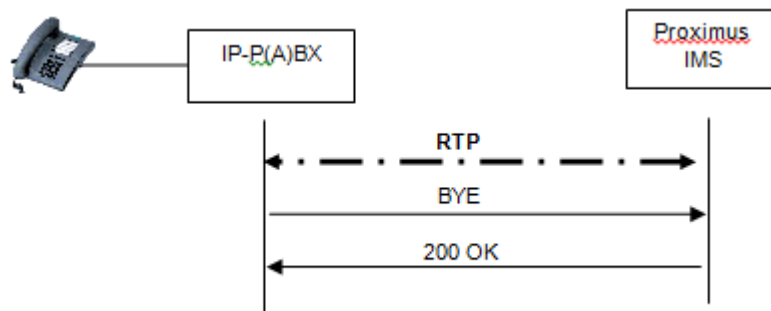 IP-P(A)BX
Proximus
IMS
RTP
BYE
200 OK